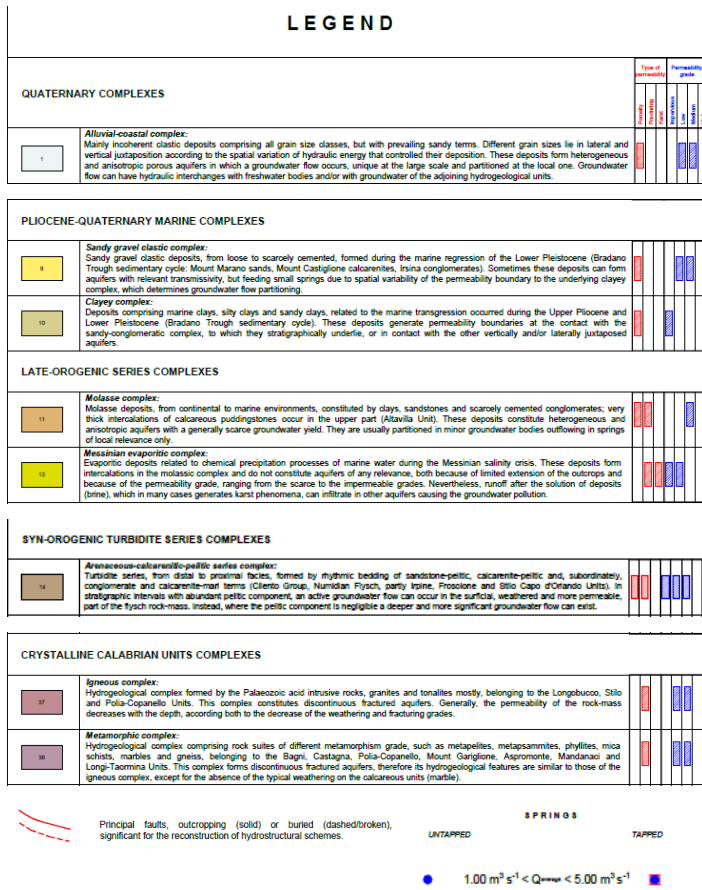 LEGEND
Type of
permeability
Permeability
grade
QUATERNARY COMPLEXES
Porosity
Fracturing
Karst
Impervious
Low
Medium
Alluvial-coastal complex:
1
Mainly incoherent clastic deposits comprising all grain size classes, but with prevailing sandy terms. Different grain sizes lie in lateral and
vertical juxtaposition according to the spatial variation of hydraulic energy that controlled their deposition. These deposits form heterogeneous
and anisotropic porous aquifers in which a groundwater flow occurs, unique at the large scale and partitioned at the local one. Groundwater
flow can have hydraulic interchanges with freshwater bodies and/or with groundwater of the adjoining hydrogeological units.
PLIOCENE-QUATERNARY MARINE COMPLEXES
Sandy gravel clastic complex:
9
Sandy gravel clastic deposits, from loose to scarcely cemented, formed during the marine regression of the Lower Pleistocene (Bradano
Trough sedimentary cycle: Mount Marano sands, Mount Castiglione calcarenites, Irsina conglomerates). Sometimes these deposits can form
aquifers with relevant transmissivity, but feeding small springs due to spatial variability of the permeability boundary to the underlying clayey
complex, which determines groundwater flow partitioning.
Clayey complex:
10
Deposits comprising marine clays, silty clays and sandy clays, related to the marine transgression occurred during the Upper Pliocene and
Lower Pleistocene (Bradano Trough sedimentary cycle). These deposits generate permeability boundaries at the contact with the
sandy-conglomeratic complex, to which they stratigraphically underlie, or in contact with the other vertically and/or laterally juxtaposed
aquifers.
LATE-OROGENIC SERIES COMPLEXES
Molasse complex:
11
Molasse deposits, from continental to marine environments, constituted by clays, sandstones and scarcely cemented conglomerates; very
thick intercalations of calcareous puddingstones occur in the upper part (Altavilla Unit). These deposits constitute heterogeneous and
anisotropic aquifers with a generally scarce groundwater yield. They are usually partitioned in minor groundwater bodies outflowing in springs
of local relevance only.
Messinian evaporitic complex:
12
Evaporitic deposits related to chemical precipitation processes of marine water during the Messinian salinity crisis. These deposits form
intercalations in the molassic complex and do not constitute aquifers of any relevance, both because of limited extension of the outcrops and
because of the permeability grade, ranging from the scarce to the impermeable grades. Nevertheless, runoff after the solution of deposits
(brine), which in many cases generates karst phenomena, can infiltrate in other aquifers causing the groundwater pollution.
SYN-OROGENIC TURBIDITE SERIES COMPLEXES
Arenaceous-calcarenitic-pelitic series complex:
14
Turbidite series, from distal to proximal facies, formed by rhythmic bedding of sandstone-pelitic, calcarenite-pelitic and, subordinately,
conglomerate and calcarenite-marl terms (Cilento Group, Numidian Flysch, partly Irpine, Frosolone and Stilo Capo d'Orlando Units). In
stratigraphic intervals with abundant pelitic component, an active groundwater flow can occur in the surficial, weathered and more permeable,
part of the flysch rock-mass. Instead, where the pelitic component is negligible a deeper and more significant groundwater flow can exist.
CRYSTALLINE CALABRIAN UNITS COMPLEXES
Igneous complex:
37
Hydrogeological complex formed by the Palaeozoic acid intrusive rocks, granites and tonalites mostly, belonging to the Longobucco, Stilo
and Polia-Copanello Units. This complex constitutes discontinuous fractured aquifers. Generally, the permeability of the rock-mass
decreases with the depth, according both to the decrease of the weathering and fracturing grades.
Metamorphic complex:
38
Hydrogeological complex comprising rock suites of different metamorphism grade, such as metapelites, metapsammites, phyllites, mica
schists, marbles and gneiss, belonging to the Bagni, Castagna, Polia-Copanello, Mount Gariglione, Aspromonte, Mandanaci and
Longi-Taormina Units. This complex forms discontinuous fractured aquifers, therefore its hydrogeological features are similar to those of the
igneous complex, except for the absence of the typical weathering on the calcareous units (marble).
Principal faults, outcropping (solid) or buried (dashed/broken),
significant for the reconstruction of hydrostructural schemes.
SPRINGS
UNTAPPED
TAPPED
1.00 m³ s⁻¹ < Qaverage < 5.00 m³ s⁻¹